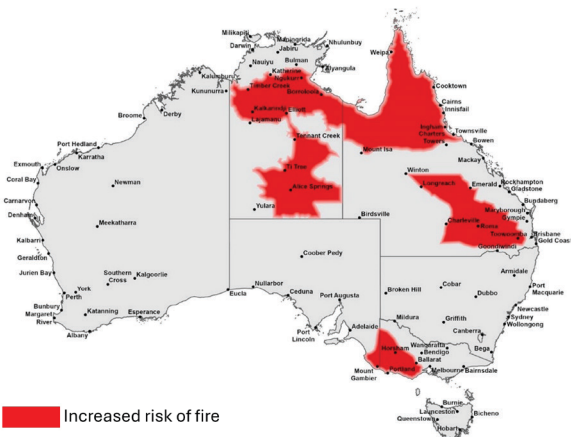 Milikapiti
Maningrida
Darwin
Jabiru
Nhulunbuy
Weipa
Nauiyu
Bulman
Katherine
Ngukurr
Alyangula
Kalumburu
Timber Creek
Kununurra
Borroloola
Cooktown
Kalkarindji
Elliott
Cairns
Innisfail
Lajamanu
Broome
Derby
Ingham
Charters
Towers
Townsville
Bowen
Port Hedland
Karratha
Tennant Creek
Mount Isa
Mackay
Exmouth
Onslow
Ti Tree
Winton
Coral Bay
Newman
Alice Springs
Longreach
Emerald
Rockhampton
Gladstone
Carnarvon
Yulara
Birdsville
Bundaberg
Denham
Maryborough
Gympie
Meekatharra
Charleville
Roma
Kalbarri
Toowoomba
Brisbane
Gold Coast
Goondiwindi
Geraldton
Coober Pedy
Jurien Bay
Southern
Cross
Kalgoorlie
Armidale
York
Perth
Nullarbor
Eucla
Ceduna
Port Augusta
Broken Hill
Cobar
Dubbo
Port
Macquarie
Bunbury
Margaret
River
Katanning
Esperance
Newcastle
Sydney
Wollongong
Albany
Port
Lincoln
Adelaide
Mildura
Griffith
Canberra
Horsham
Wangaratta
Bendigo
Bega
Mount
Gambier
Portland
Ballarat
Melbourne
Bairnsdale
Burnie
Launceston
Bicheno
Queenstown
Hobart
Increased risk of fire